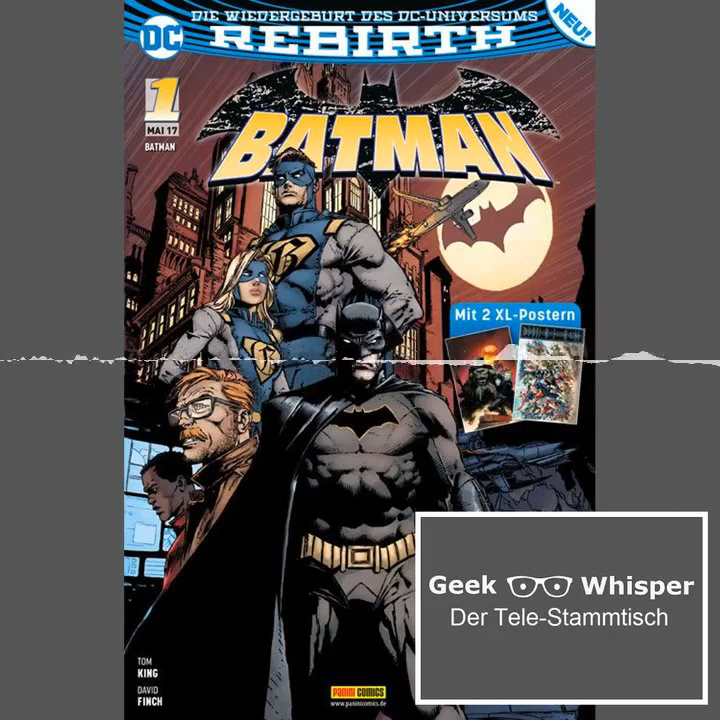 DIE WIEDERGEBURT DES DC-UNIVERSUMS
REBIRTH
NEU!
DC
1
MAI 17
BATMAN
BATMAN
Mit 2 XL-Postern
Geek Whisper
Der Tele-Stammtisch
TOM
KING
DAVID
FINCH
PANINI COMICS
www.paninicomics.de